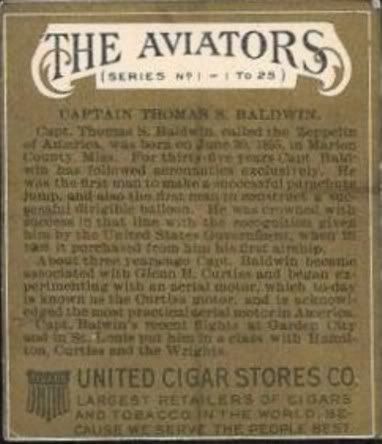 THE AVIATORS
(SERIES Nº 1 - 1 TO 25)
CAPTAIN THOMAS S. BALDWIN.
Capt. Thomas S. Baldwin, called the Zeppelin
of America, was born on June 30, in Marion
County, Miss. For thirty-five years Capt. Bald-
win has followed aeronautics exclusively. He
was the first man to make a successful parachute
jump, and also the first man to construct a suc-
cessful dirigible balloon. He was crowned with
success in that line with the recognition given
him by the United States Government, when it
purchased from him his first airship.
About three years ago Capt. Baldwin became
associated with Glenn H. Curtiss and began ex-
perimenting with an aerial motor, which to-day
is known as the Curtiss motor, and is acknowl-
edged the most practical aerial motor in America.
Capt. Balwin's recent flights at Garden City
and in St. Louis put him in a class with Hamil-
ton, Curtiss and the Wrights.
UNITED CIGAR STORES CO.
LARGEST RETAILERS OF CIGARS
AND TOBACCO IN THE WORLD. BE-
CAUSE WE SERVE THE PEOPLE BEST.